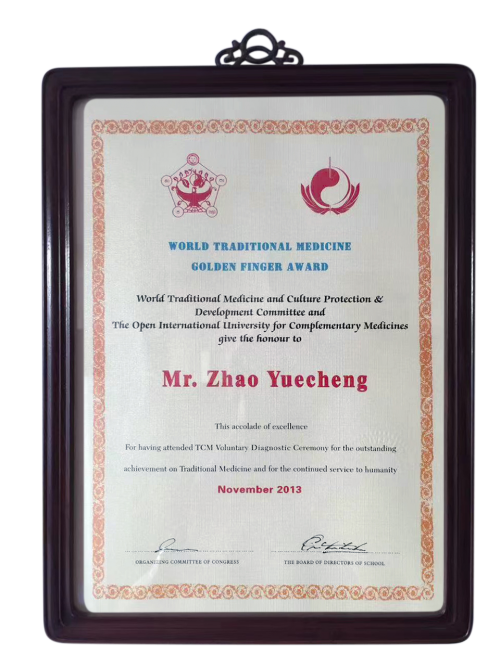 WORLD TRADITIONAL MEDICINE
GOLDEN FINGER AWARD
World Traditional Medicine and Culture Protection &
Development Committee and
The Open International University for Complementary Medicines
give the honour to
Mr. Zhao Yuecheng
This accolade of excellence
For having attended TCM Voluntary Diagnostic Ceremony for the outstanding
achievement on Traditional Medicine and for the continued service to humanity
November 2013
ORGANIZING COMMITTEE OF CONGRESS
THE BOARD OF DIRECTORS OF SCHOOL